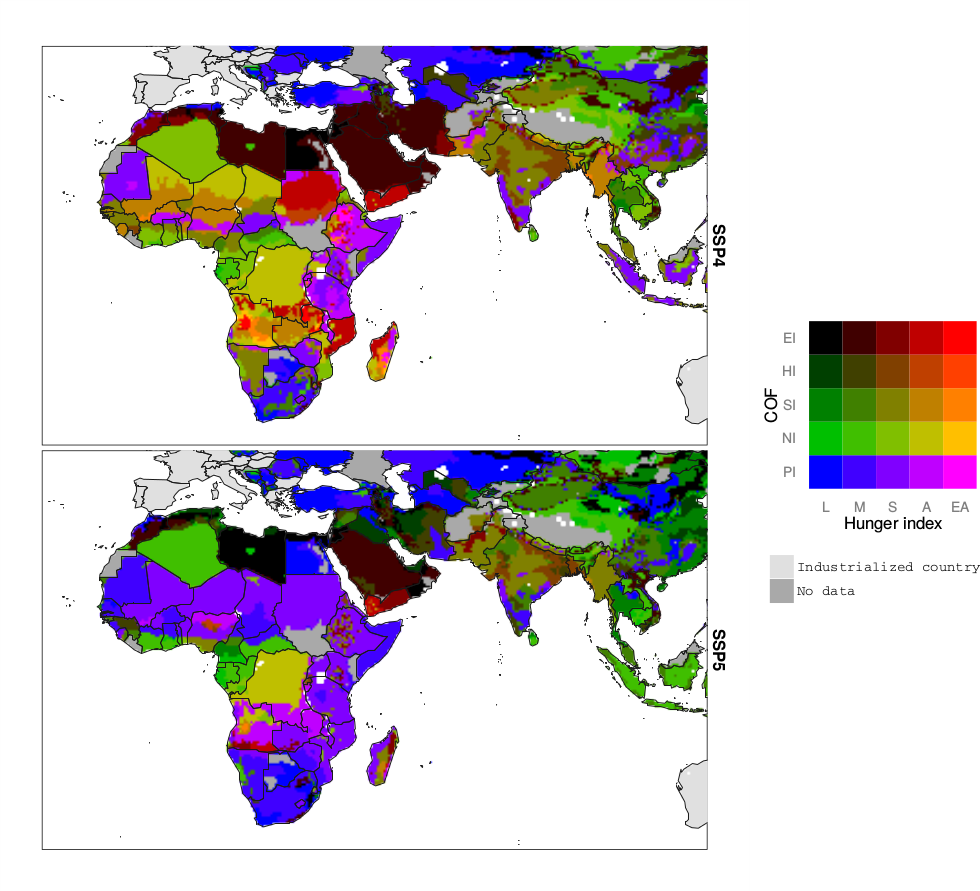 SSP4
SSP5
COF
EI
HI
SI
NI
PI
L M S A EA
Hunger index
Industrialized country
No data